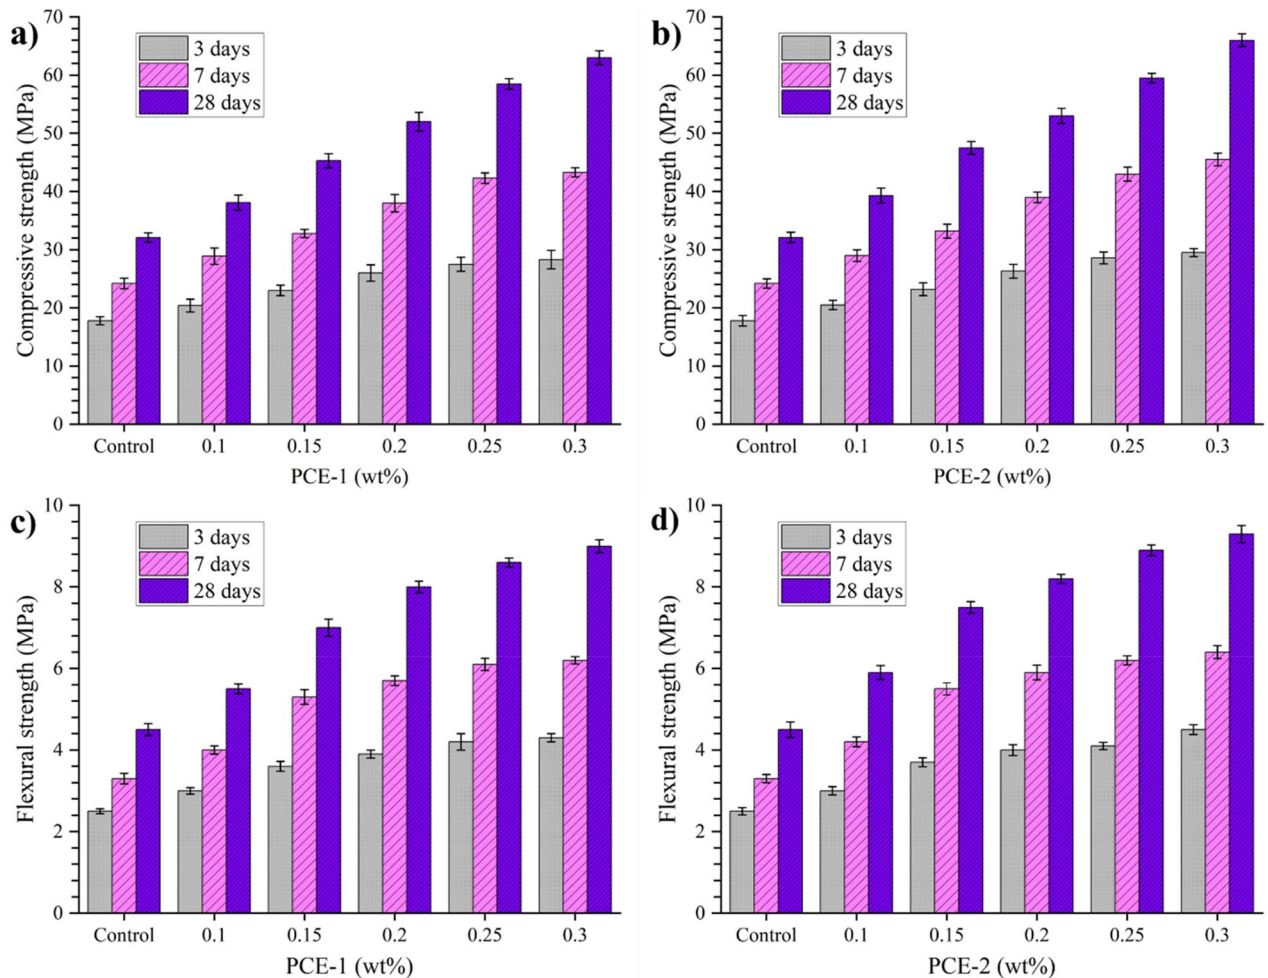 a)
Compressive strength (MPa)
70
60
50
40
30
20
10
0
3 days
7 days
28 days
Control 0.1 0.15 0.2 0.25 0.3
PCE-1 (wt%)
b)
Compressive strength (MPa)
70
60
50
40
30
20
10
0
3 days
7 days
28 days
Control 0.1 0.15 0.2 0.25 0.3
PCE-2 (wt%)
c)
Flexural strength (MPa)
10
8
6
4
2
0
3 days
7 days
28 days
Control 0.1 0.15 0.2 0.25 0.3
PCE-1 (wt%)
d)
Flexural strength (MPa)
10
8
6
4
2
0
3 days
7 days
28 days
Control 0.1 0.15 0.2 0.25 0.3
PCE-2 (wt%)